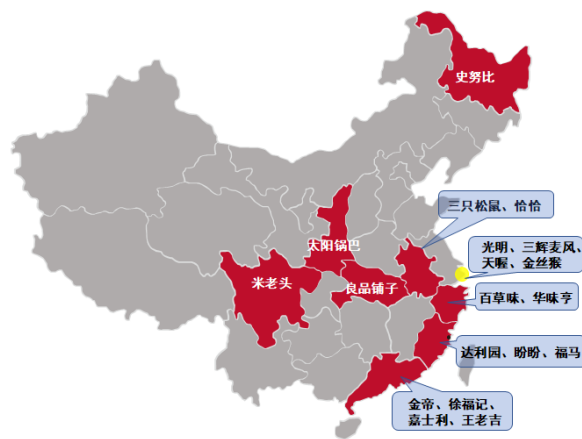 史努比
三只松鼠、恰恰
光明、三辉麦风、
天喔、金丝猴
太阳锅巴
米老头
良品铺子
百草味、华味亨
达利园、盼盼、福马
金帝、徐福记、
嘉士利、王老吉